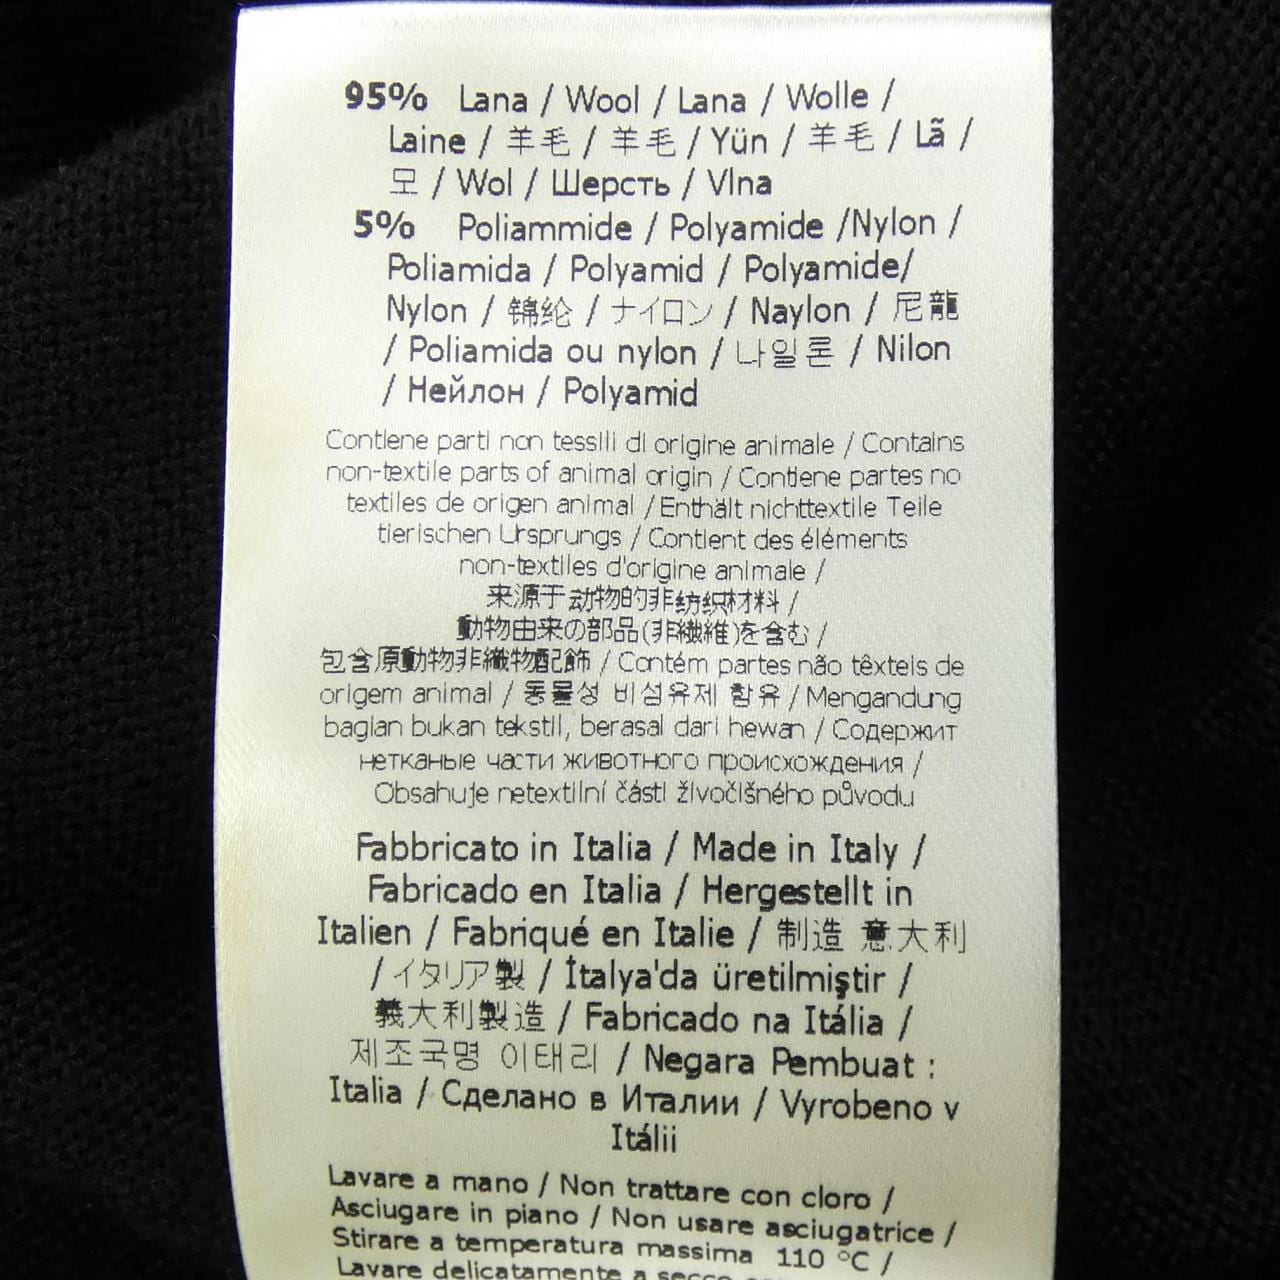 95% Lana / Wool / Lana / Wolle /
Laine / 羊毛 / 羊毛 / Yün / 羊毛 / Lã /
모 / Wol / Шерсть / Vlna
5% Poliammide / Polyamide /Nylon /
Poliamida / Polyamid / Polyamide/
Nylon / 锦纶 / ナイロン / Naylon / 尼龍
/ Poliamida ou nylon / 나일론 / Nilon
/ Нейлон / Polyamid
Contiene parti non tessili di origine animale / Contains
non-textile parts of animal origin / Contiene partes no
textiles de origen animal / Enthält nichttextile Teile
tierischen Ursprungs / Contient des éléments
non-textiles d'origine animale /
来源于动物的非纺织材料 /
動物由来の部品(非繊維)を含む /
包含原動物非織物配飾 / Contém partes não têxteis de
origem animal / 동물성 비섬유제 함유 / Mengandung
bagian bukan tekstil, berasal dari hewan / Содержит
нетканые части животного происхождения /
Obsahuje netextilní části živočišného původu
Fabbricato in Italia / Made in Italy /
Fabricado en Italia / Hergestellt in
Italien / Fabriqué en Italie / 制造 意大利
/ イタリア製 / İtalya'da üretilmiştir /
義大利製造 / Fabricado na Itália /
제조국명 이태리 / Negara Pembuat :
Italia / Сделано в Италии / Vyrobeno v
Itálii
Lavare a mano / Non trattare con cloro /
Asciugare in piano / Non usare asciugatrice /
Stirare a temperatura massima 110 °C /
Lavare delicatamente a secco